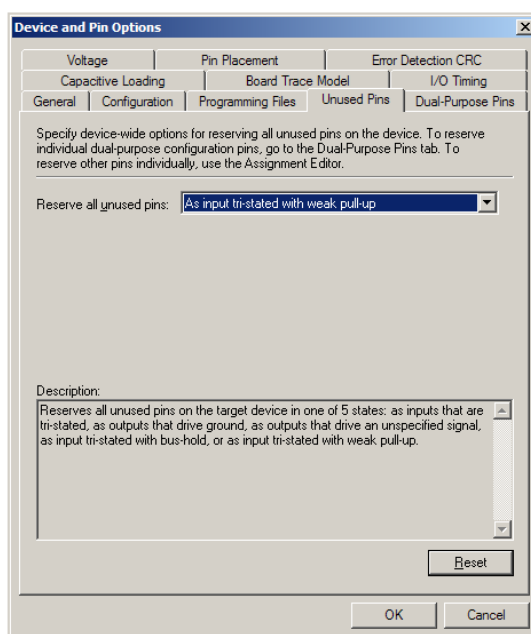 Device and Pin Options
Voltage Pin Placement Error Detection CRC
Capacitive Loading Board Trace Model I/O Timing
General Configuration Programming Files Unused Pins Dual-Purpose Pins
Specify device-wide options for reserving all unused pins on the device. To reserve
individual dual-purpose configuration pins, go to the Dual-Purpose Pins tab. To
reserve other pins individually, use the Assignment Editor.
Reserve all unused pins: As input tri-stated with weak pull-up
Description:
Reserves all unused pins on the target device in one of 5 states: as inputs that are
tri-stated, as outputs that drive ground, as outputs that drive an unspecified signal,
as input tri-stated with bus-hold, or as input tri-stated with weak pull-up.
Reset
OK Cancel